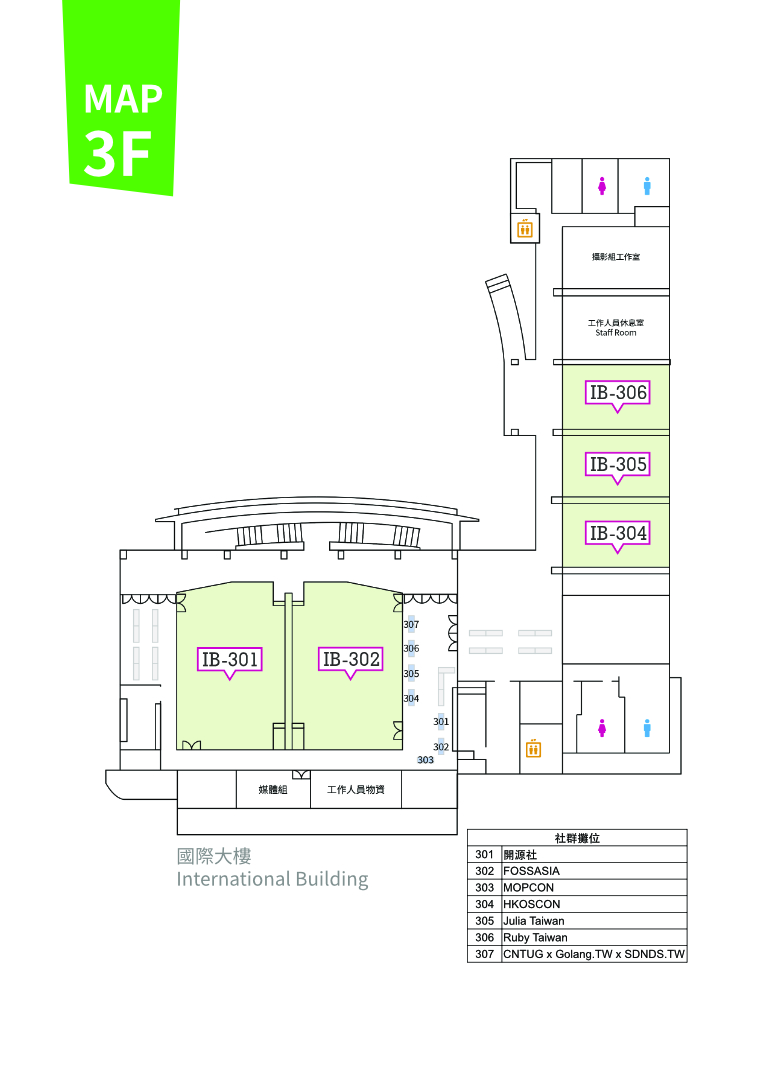 MAP
3F
攝影組工作室
工作人員休息室
Staff Room
IB-306
IB-305
IB-304
IB-301
IB-302
307
306
305
304
301
302
303
媒體組
工作人員物資
國際大樓
International Building
社群攤位
301 開源社
302 FOSSASIA
303 MOPCON
304 HKOSCON
305 Julia Taiwan
306 Ruby Taiwan
307 CNTUG x Golang.TW x SDNDS.TW